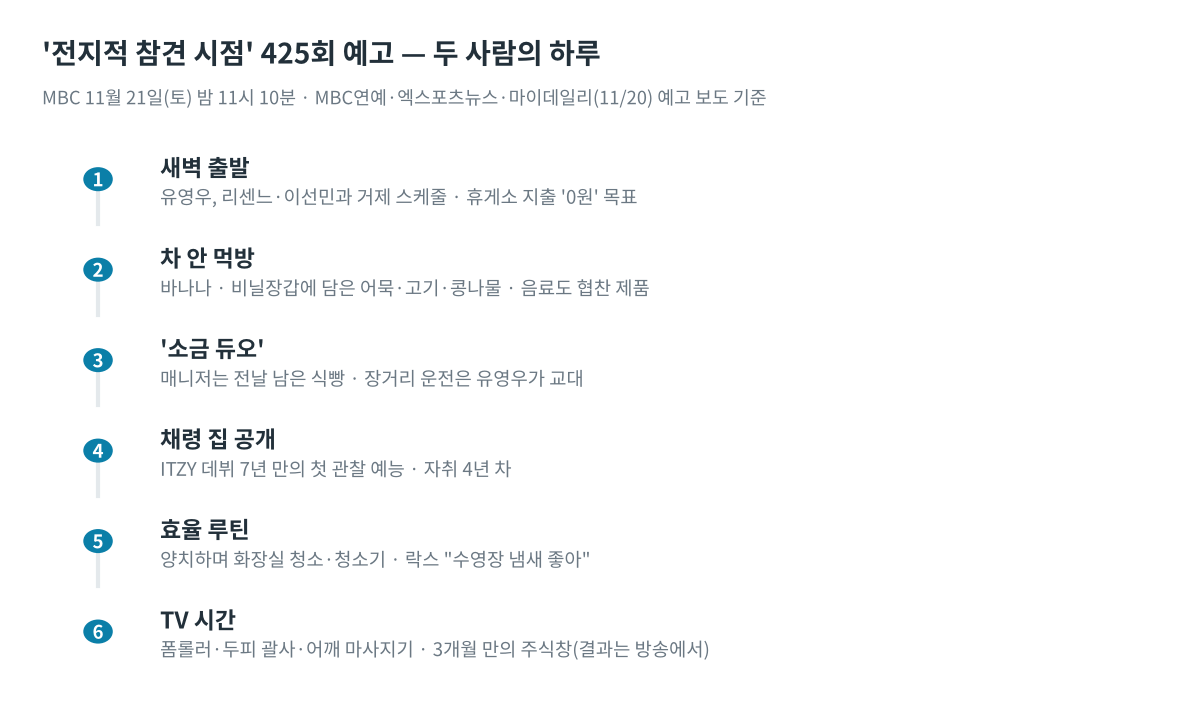 '전지적 참견 시점' 425회 예고 — 두 사람의 하루
MBC 11월 21일(토) 밤 11시 10분 · MBC연예·엑스포츠뉴스·마이데일리(11/20) 예고 보도 기준
1
새벽 출발
유영우, 리센느·이선민과 거제 스케줄 · 휴게소 지출 '0원' 목표
2
차 안 먹방
바나나 · 비닐장갑에 담은 어묵·고기·콩나물 · 음료도 협찬 제품
3
'소금 듀오'
매니저는 전날 남은 식빵 · 장거리 운전은 유영우가 교대
4
채령 집 공개
ITZY 데뷔 7년 만의 첫 관찰 예능 · 자취 4년 차
5
효율 루틴
양치하며 화장실 청소·청소기 · 락스 "수영장 냄새 좋아"
6
TV 시간
폼롤러·두피 괄사·어깨 마사지기 · 3개월 만의 주식창(결과는 방송에서)